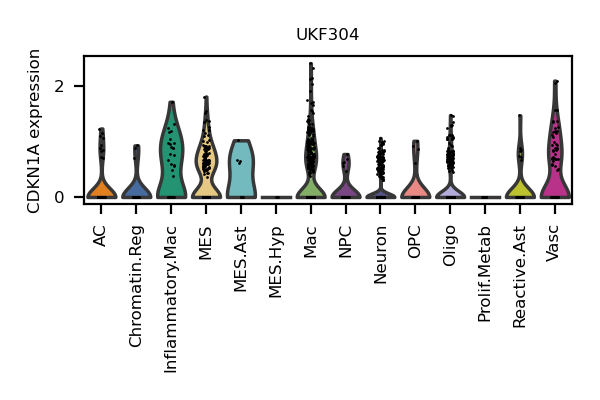 UKF304
CDKN1A expression
2
0
AC
Chromatin.Reg
Inflammatory.Mac
MES
MES.Ast
MES.Hyp
Mac
NPC
Neuron
OPC
Oligo
Prolif.Metab
Reactive.Ast
Vasc